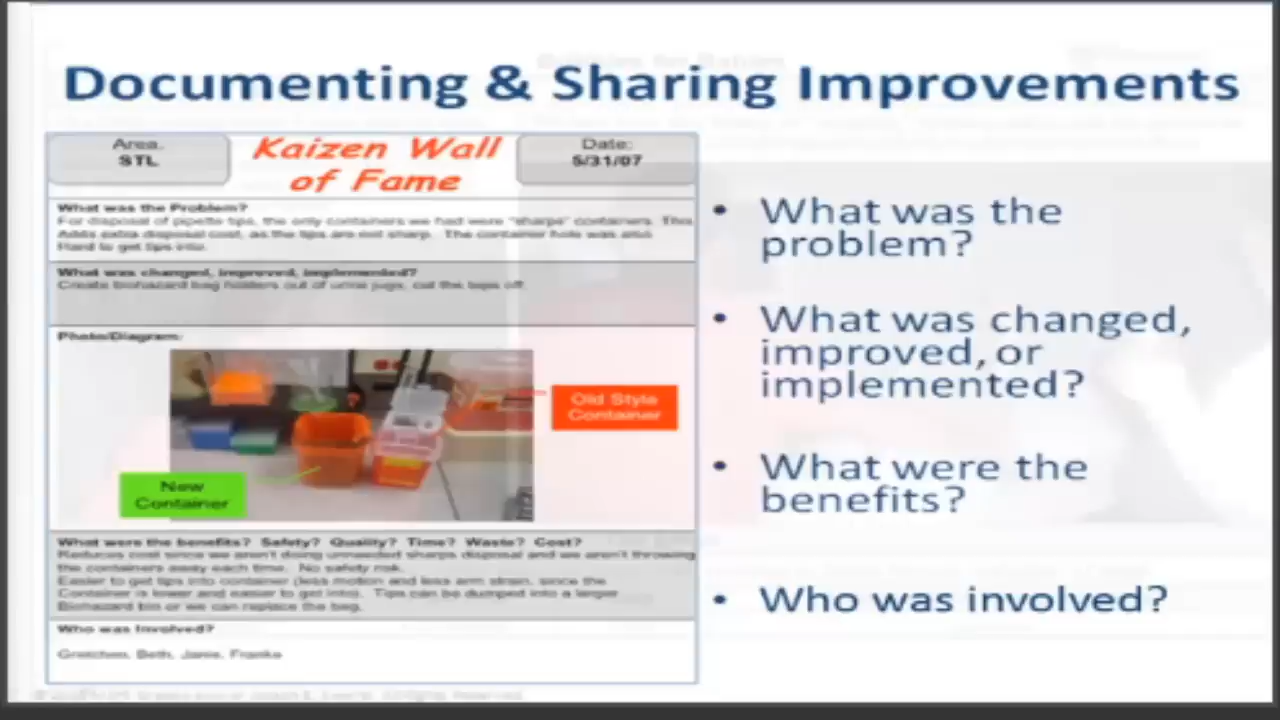 Documenting & Sharing Improvements
Area.
STL
Kaizen Wall
of Fame
Date:
5/31/07
What was the Problem?
For disposal of pipette tips, the only containers we had were "sharps" containers. This
Adds extra disposal cost, as the tips are not sharp. The container hole was also
Hard to get tips into.
What was changed, improved, implemented?
Create biohazard bag holders out of urine jugs, cut the tops off
Photo/Diagram:
Old Style
Container
New
Container
What were the benefits? Safety? Quality? Time? Waste? Cost?
Reduces cost since we aren't doing unneeded sharps disposal and we aren't throwing
the containers away each time. No safety risk.
Easier to get tips into container (less motion and less arm strain, since the
Container is lower and easier to get into). Tips can be dumped into a larger
Biohazard bin or we can replace the bag.
Who was Involved?
Gretchen, Beth, Jamie, Franke
• What was the
problem?
• What was changed,
improved, or
implemented?
• What were the
benefits?
• Who was involved?